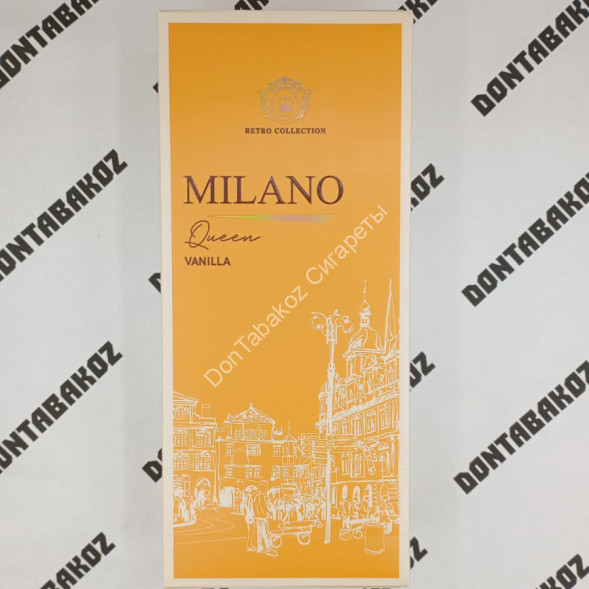 RETRO COLLECTION
MILANO
Queen
VANILLA
DonTabakoz Сигареты
DONTABAKOZ
DONTABAKOZ
DONTABAKOZ
DONTABAKOZ
DONTABAKOZ
DONTABAKOZ
DONTABAKOZ
DONTABAKOZ